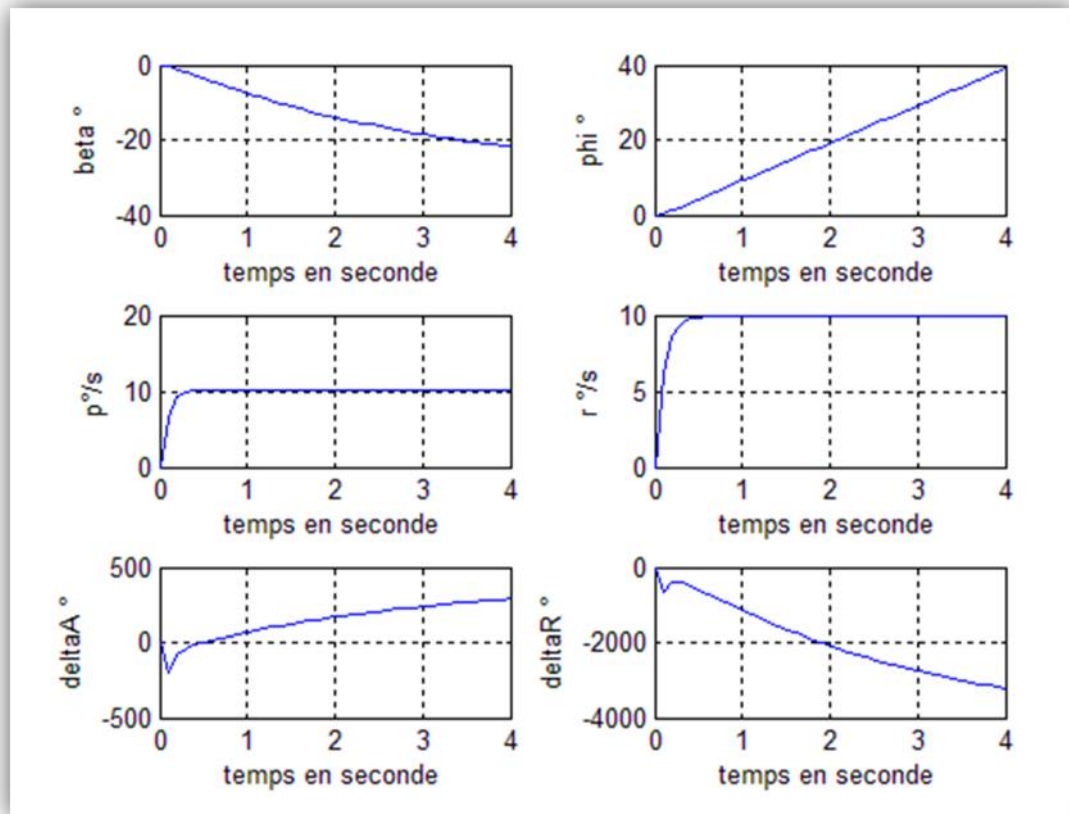 0
-20
-40
beta °
0 1 2 3 4
temps en seconde
40
20
0
phi °
0 1 2 3 4
temps en seconde
20
10
0
p°/s
0 1 2 3 4
temps en seconde
10
5
0
r °/s
0 1 2 3 4
temps en seconde
500
0
-500
deltaA °
0 1 2 3 4
temps en seconde
0
-2000
-4000
deltaR °
0 1 2 3 4
temps en seconde